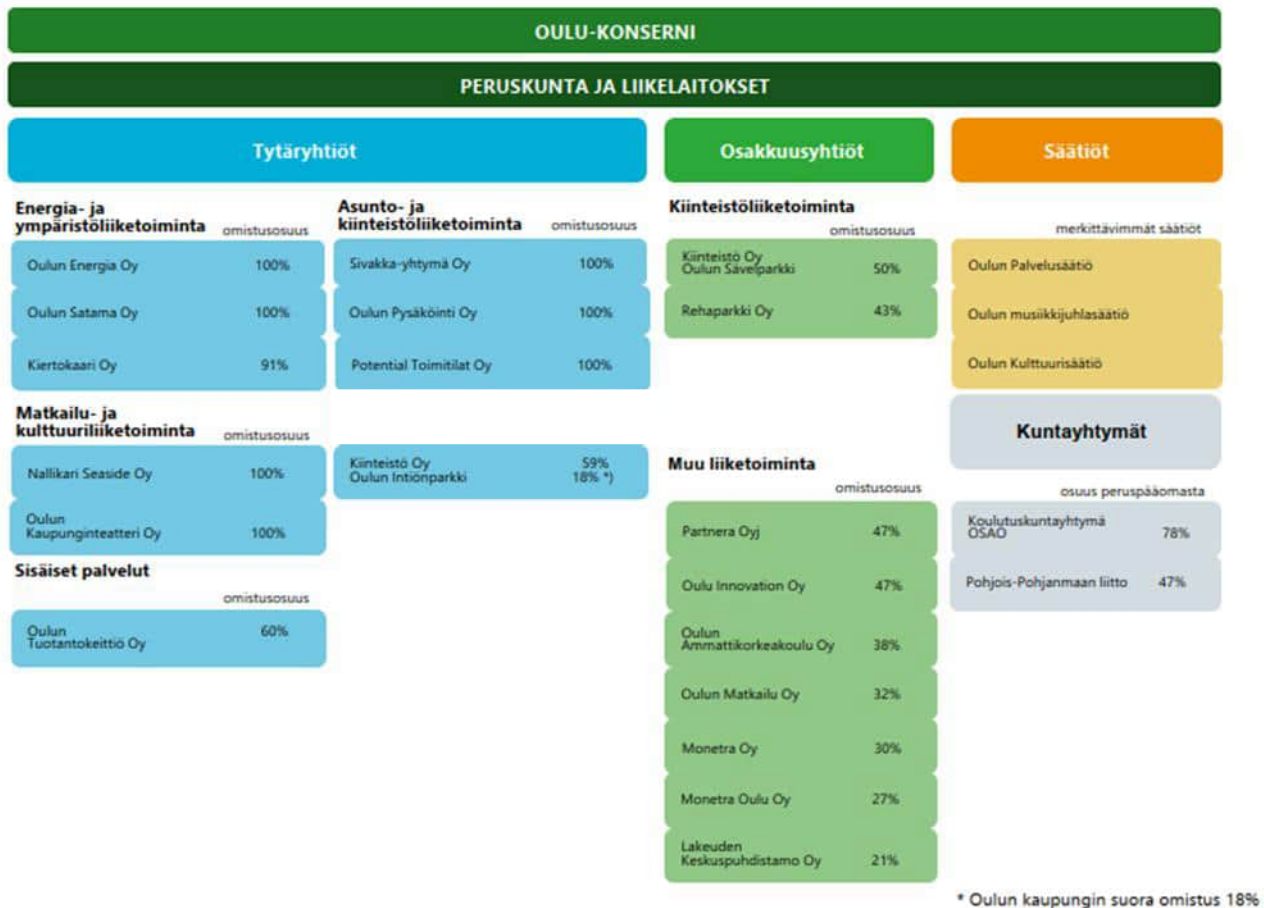 OULU-KONSERNI
PERUSKUNTA JA LIIKELAITOKSET
Tytäryhtiöt
Energia- ja
ympäristöliiketoiminta omistusosuus
Oulun Energia Oy 100%
Oulun Satama Oy 100%
Kiertokaari Oy 91%
Matkailu- ja
kulttuuriliiketoiminta omistusosuus
Nallikari Seaside Oy 100%
Oulun
Kaupunginteatteri Oy 100%
Sisäiset palvelut
omistusosuus
Oulun
Tuotantokeittiö Oy 60%
Asunto- ja
kiinteistöliiketoiminta omistusosuus
Sivakka-yhtymä Oy 100%
Oulun Pysäköinti Oy 100%
Potential Toimitilat Oy 100%
Kiinteistö Oy 59%
Oulun Intiönparkki 18% *)
Osakkuusyhtiöt
Kiinteistöliiketoiminta
omistusosuus
Kiinteistö Oy
Oulun Sävelparkki 50%
Rehaparkki Oy 43%
Muu liiketoiminta
omistusosuus
Partnera Oyj 47%
Oulu Innovation Oy 47%
Oulun
Ammattikorkeakoulu Oy 38%
Oulun Matkailu Oy 32%
Monetra Oy 30%
Monetra Oulu Oy 27%
Lakeuden
Keskuspuhdistamo Oy 21%
Säätiöt
merkittävimmät säätiöt
Oulun Palvelusäätiö
Oulun musiikkijuhlasäätiö
Oulun Kulttuurisäätiö
Kuntayhtymät
osuus peruspääomasta
Koulutuskuntayhtymä
OSAO 78%
Pohjois-Pohjanmaan liitto 47%
* Oulun kaupungin suora omistus 18%